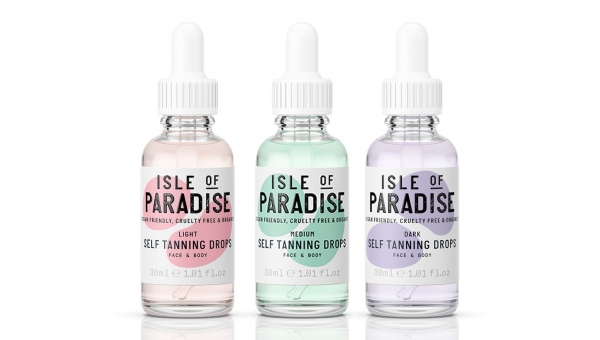 ISLE OF
PARADISE
VEGAN FRIENDLY, CRUELTY FREE & ORGANIC
LIGHT
SELF TANNING DROPS
FACE & BODY
30ml e 1.01 fl.oz
ISLE OF
PARADISE
VEGAN FRIENDLY, CRUELTY FREE & ORGANIC
MEDIUM
SELF TANNING DROPS
FACE & BODY
30ml e 1.01 fl.oz
ISLE OF
PARADISE
VEGAN FRIENDLY, CRUELTY FREE & ORGANIC
DARK
SELF TANNING DROPS
FACE & BODY
30ml e 1.01 fl.oz